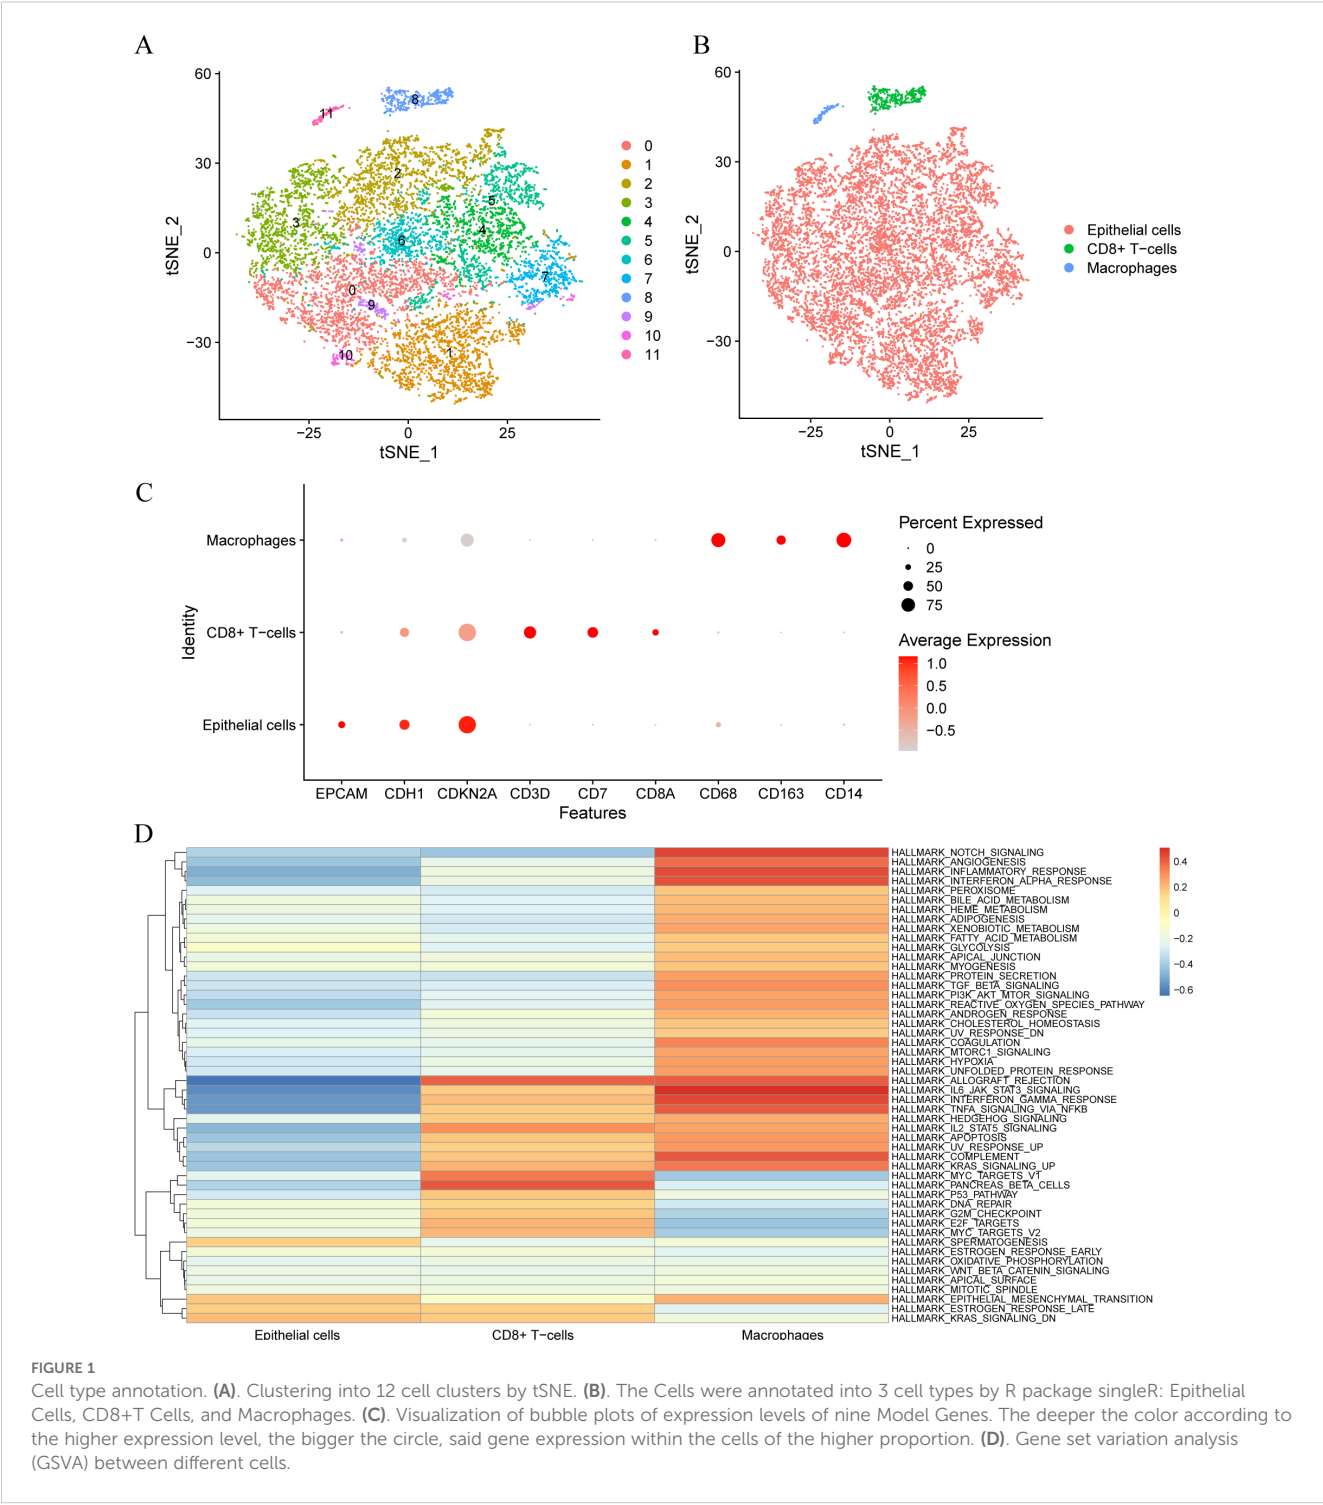 A
60
30
0
−30
tSNE_2
−25
0
25
tSNE_1
11
8
2
3
5
4
6
7
0
9
10
1
0
1
2
3
4
5
6
7
8
9
10
11
B
60
30
0
−30
tSNE_2
−25
0
25
tSNE_1
Epithelial cells
CD8+ T−cells
Macrophages
C
Identity
Macrophages
CD8+ T−cells
Epithelial cells
EPCAM CDH1 CDKN2A CD3D CD7 CD8A CD68 CD163 CD14
Features
Percent Expressed
0
25
50
75
Average Expression
1.0
0.5
0.0
−0.5
D
HALLMARK_NOTCH_SIGNALING
HALLMARK_ANGIOGENESIS
HALLMARK_INFLAMMATORY_RESPONSE
HALLMARK_INTERFERON_ALPHA_RESPONSE
HALLMARK_PEROXISOME
HALLMARK_BILE_ACID_METABOLISM
HALLMARK_HEME_METABOLISM
HALLMARK_ADIPOGENESIS
HALLMARK_XENOBIOTIC_METABOLISM
HALLMARK_FATTY_ACID_METABOLISM
HALLMARK_GLYCOLYSIS
HALLMARK_APICAL_JUNCTION
HALLMARK_MYOGENESIS
HALLMARK_PROTEIN_SECRETION
HALLMARK_TGF_BETA_SIGNALING
HALLMARK_PI3K_AKT_MTOR_SIGNALING
HALLMARK_REACTIVE_OXYGEN_SPECIES_PATHWAY
HALLMARK_ANDROGEN_RESPONSE
HALLMARK_CHOLESTEROL_HOMEOSTASIS
HALLMARK_UV_RESPONSE_DN
HALLMARK_COAGULATION
HALLMARK_MTORC1_SIGNALING
HALLMARK_HYPOXIA
HALLMARK_UNFOLDED_PROTEIN_RESPONSE
HALLMARK_ALLOGRAFT_REJECTION
HALLMARK_IL6_JAK_STAT3_SIGNALING
HALLMARK_INTERFERON_GAMMA_RESPONSE
HALLMARK_TNFA_SIGNALING_VIA_NFKB
HALLMARK_HEDGEHOG_SIGNALING
HALLMARK_IL2_STAT5_SIGNALING
HALLMARK_APOPTOSIS
HALLMARK_UV_RESPONSE_UP
HALLMARK_COMPLEMENT
HALLMARK_KRAS_SIGNALING_UP
HALLMARK_MYC_TARGETS_V1
HALLMARK_PANCREAS_BETA_CELLS
HALLMARK_P53_PATHWAY
HALLMARK_DNA_REPAIR
HALLMARK_G2M_CHECKPOINT
HALLMARK_E2F_TARGETS
HALLMARK_MYC_TARGETS_V2
HALLMARK_SPERMATOGENESIS
HALLMARK_ESTROGEN_RESPONSE_EARLY
HALLMARK_OXIDATIVE_PHOSPHORYLATION
HALLMARK_WNT_BETA_CATENIN_SIGNALING
HALLMARK_APICAL_SURFACE
HALLMARK_MITOTIC_SPINDLE
HALLMARK_EPITHELIAL_MESENCHYMAL_TRANSITION
HALLMARK_ESTROGEN_RESPONSE_LATE
HALLMARK_KRAS_SIGNALING_DN
0.4
0.2
0
−0.2
−0.4
−0.6
Epithelial cells
CD8+ T−cells
Macrophages
FIGURE 1
Cell type annotation. (A). Clustering into 12 cell clusters by tSNE. (B). The Cells were annotated into 3 cell types by R package singleR: Epithelial
Cells, CD8+T Cells, and Macrophages. (C). Visualization of bubble plots of expression levels of nine Model Genes. The deeper the color according to
the higher expression level, the bigger the circle, said gene expression within the cells of the higher proportion. (D). Gene set variation analysis
(GSVA) between different cells.